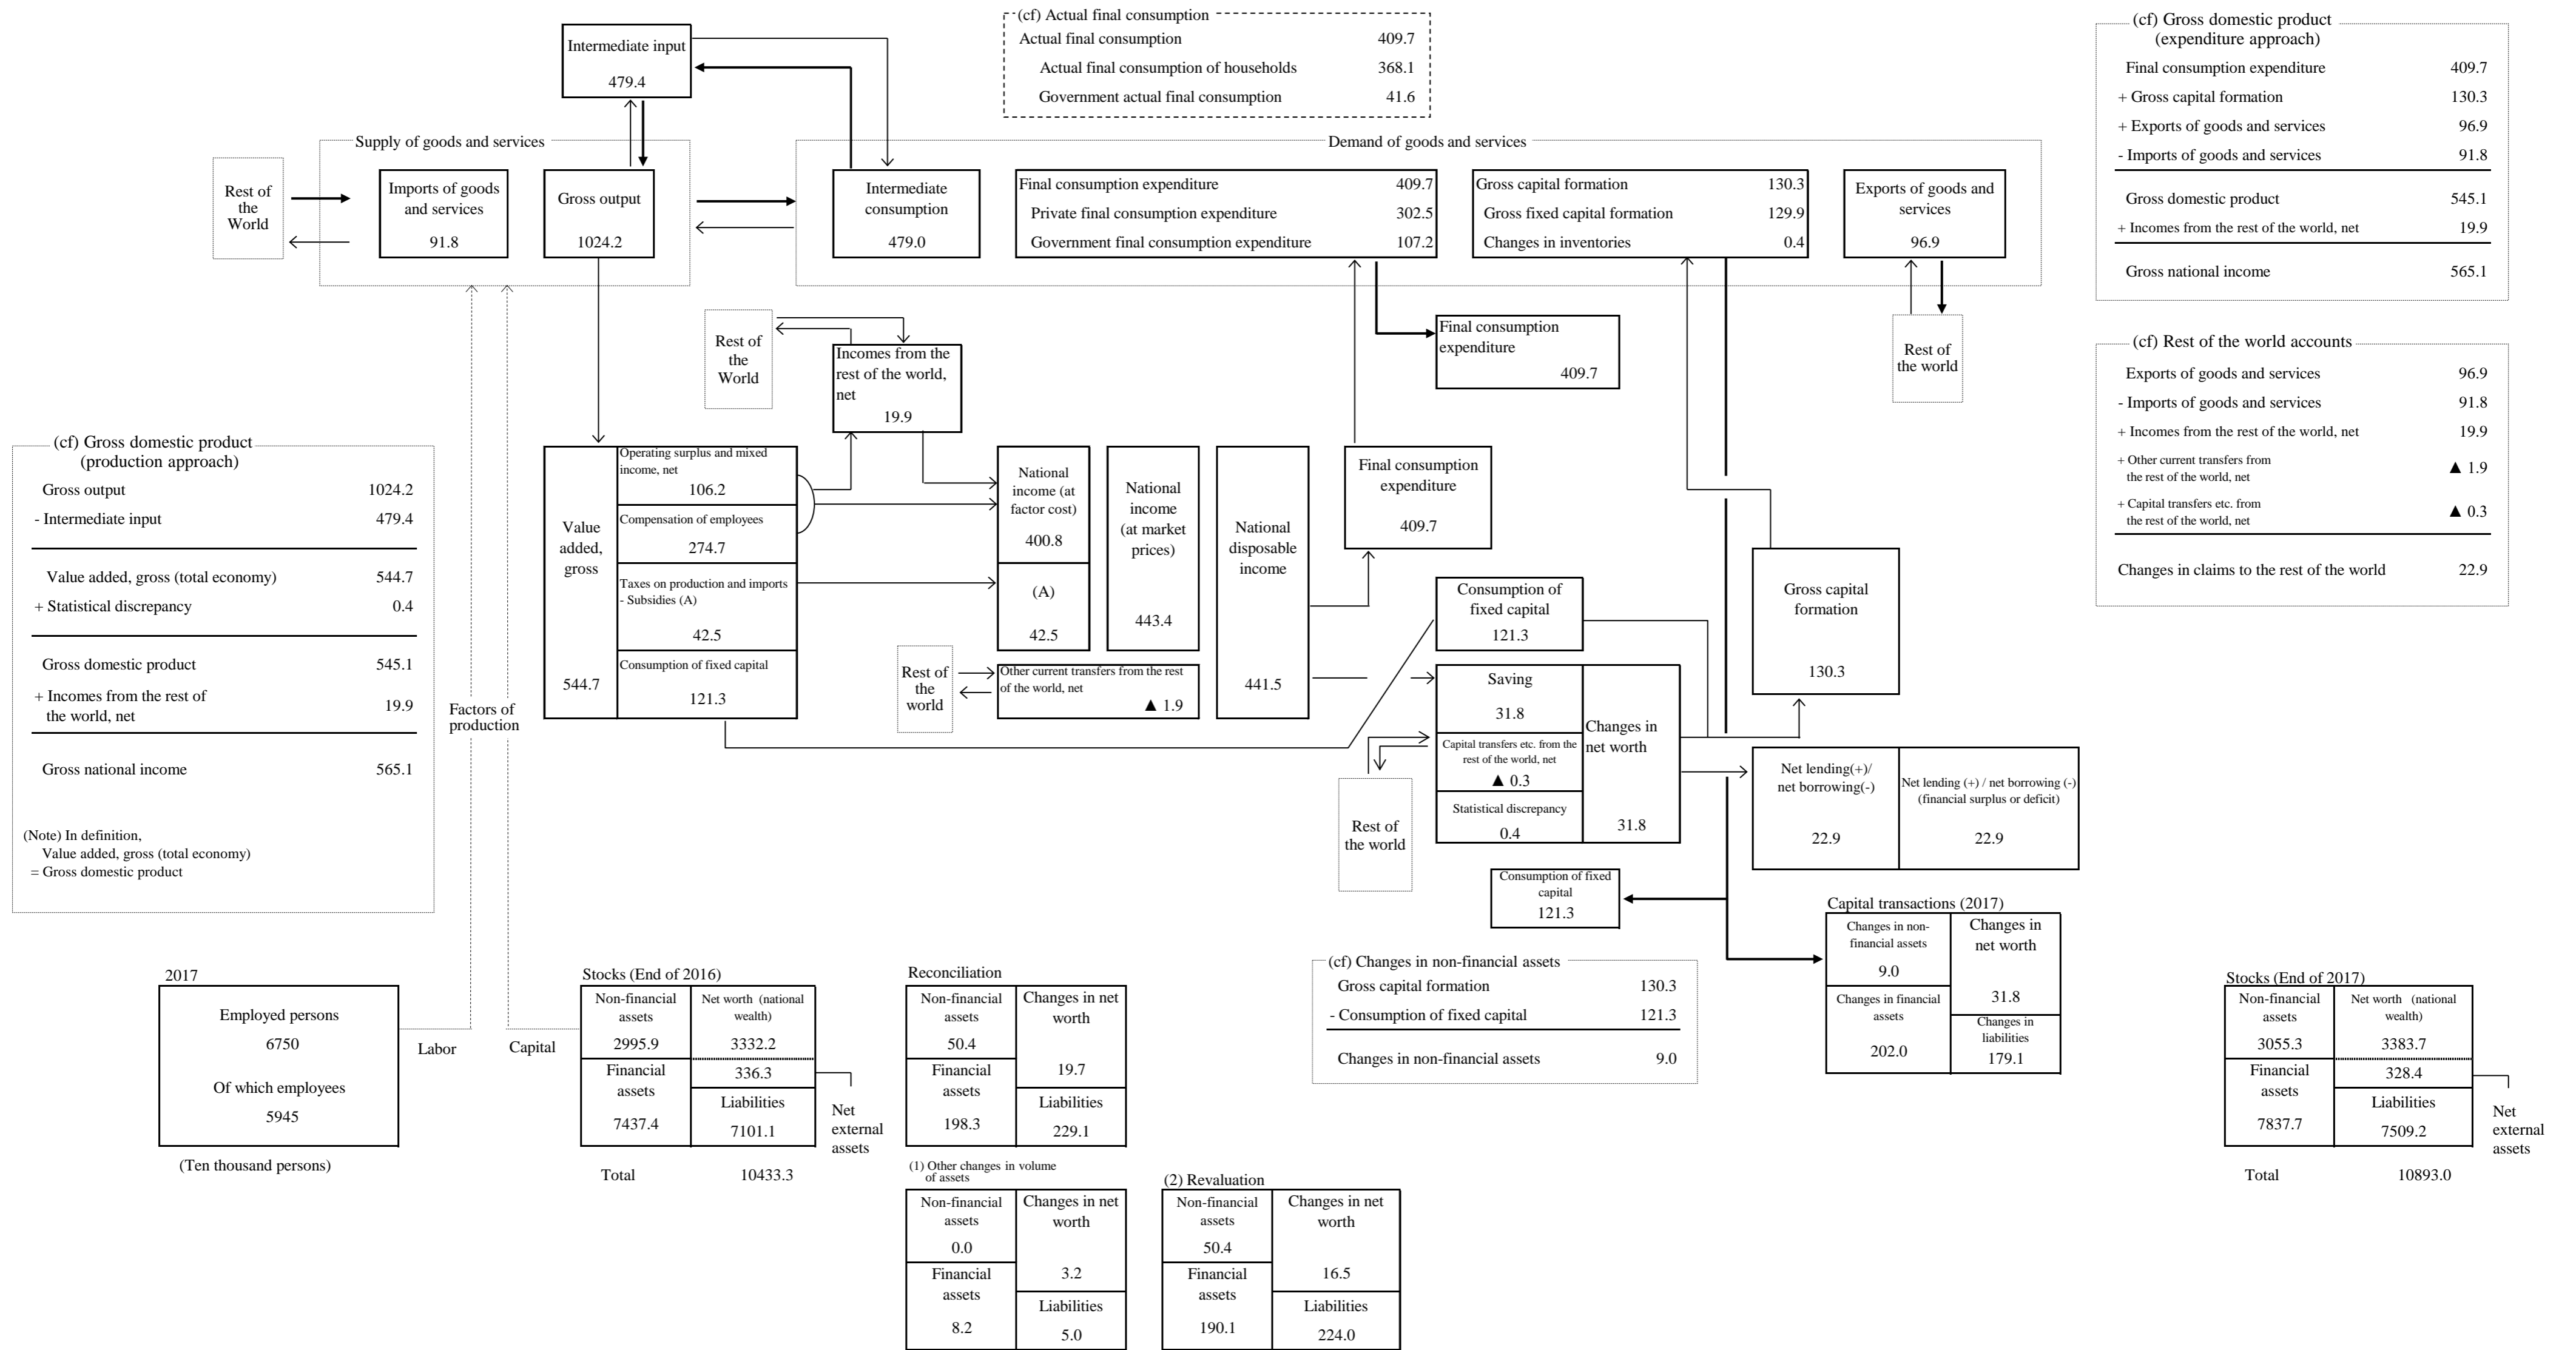 (cf) Actual final consumption
Actual final consumption 409.7
Actual final consumption of households 368.1
Government actual final consumption 41.6
(cf) Gross domestic product
(expenditure approach)
Final consumption expenditure 409.7
+ Gross capital formation 130.3
+ Exports of goods and services 96.9
- Imports of goods and services 91.8
Gross domestic product 545.1
+ Incomes from the rest of the world, net 19.9
Gross national income 565.1
Intermediate input
479.4
Supply of goods and services
Rest of
the
World
Imports of goods
and services
91.8
Gross output
1024.2
Demand of goods and services
Intermediate
consumption
479.0
Final consumption expenditure 409.7
Private final consumption expenditure 302.5
Government final consumption expenditure 107.2
Gross capital formation 130.3
Gross fixed capital formation 129.9
Changes in inventories 0.4
Exports of goods and
services
96.9
Rest of
the
World
Incomes from the
rest of the world,
net
19.9
Final consumption
expenditure
409.7
Rest of
the world
(cf) Rest of the world accounts
Exports of goods and services 96.9
- Imports of goods and services 91.8
+ Incomes from the rest of the world, net 19.9
+ Other current transfers from
the rest of the world, net ▲ 1.9
+ Capital transfers etc. from
the rest of the world, net ▲ 0.3
Changes in claims to the rest of the world 22.9
(cf) Gross domestic product
(production approach)
Gross output 1024.2
- Intermediate input 479.4
Value added, gross (total economy) 544.7
+ Statistical discrepancy 0.4
Gross domestic product 545.1
+ Incomes from the rest of
the world, net 19.9
Gross national income 565.1
(Note) In definition,
Value added, gross (total economy)
= Gross domestic product
Factors of
production
Value
added,
gross
544.7
Operating surplus and mixed
income, net
106.2
Compensation of employees
274.7
Taxes on production and imports
- Subsidies (A)
42.5
Consumption of fixed capital
121.3
National
income (at
factor cost)
400.8
(A)
42.5
National
income
(at market
prices)
443.4
Rest of
the
world
Other current transfers from the rest
of the world, net
▲ 1.9
National
disposable
income
441.5
Final consumption
expenditure
409.7
Consumption of
fixed capital
121.3
Saving
31.8
Capital transfers etc. from the
rest of the world, net
▲ 0.3
Statistical discrepancy
0.4
Changes in
net worth
31.8
Rest of
the world
Gross capital
formation
130.3
Net lending(+)/
net borrowing(-)
22.9
Net lending (+) / net borrowing (-)
(financial surplus or deficit)
22.9
Consumption of fixed
capital
121.3
Capital transactions (2017)
Changes in non-
financial assets
9.0
Changes in financial
assets
202.0
Changes in
net worth
31.8
Changes in
liabilities
179.1
(cf) Changes in non-financial assets
Gross capital formation 130.3
- Consumption of fixed capital 121.3
Changes in non-financial assets 9.0
2017
Employed persons
6750
Of which employees
5945
(Ten thousand persons)
Labor
Capital
Stocks (End of 2016)
Non-financial
assets
2995.9
Financial
assets
7437.4
Net worth (national
wealth)
3332.2
336.3
Liabilities
7101.1
Net
external
assets
Total 10433.3
Reconciliation
Non-financial
assets
50.4
Financial
assets
198.3
Changes in net
worth
19.7
Liabilities
229.1
(1) Other changes in volume
of assets
Non-financial
assets
0.0
Financial
assets
8.2
Changes in net
worth
3.2
Liabilities
5.0
(2) Revaluation
Non-financial
assets
50.4
Financial
assets
190.1
Changes in net
worth
16.5
Liabilities
224.0
Stocks (End of 2017)
Non-financial
assets
3055.3
Financial
assets
7837.7
Net worth (national
wealth)
3383.7
328.4
Liabilities
7509.2
Net
external
assets
Total 10893.0